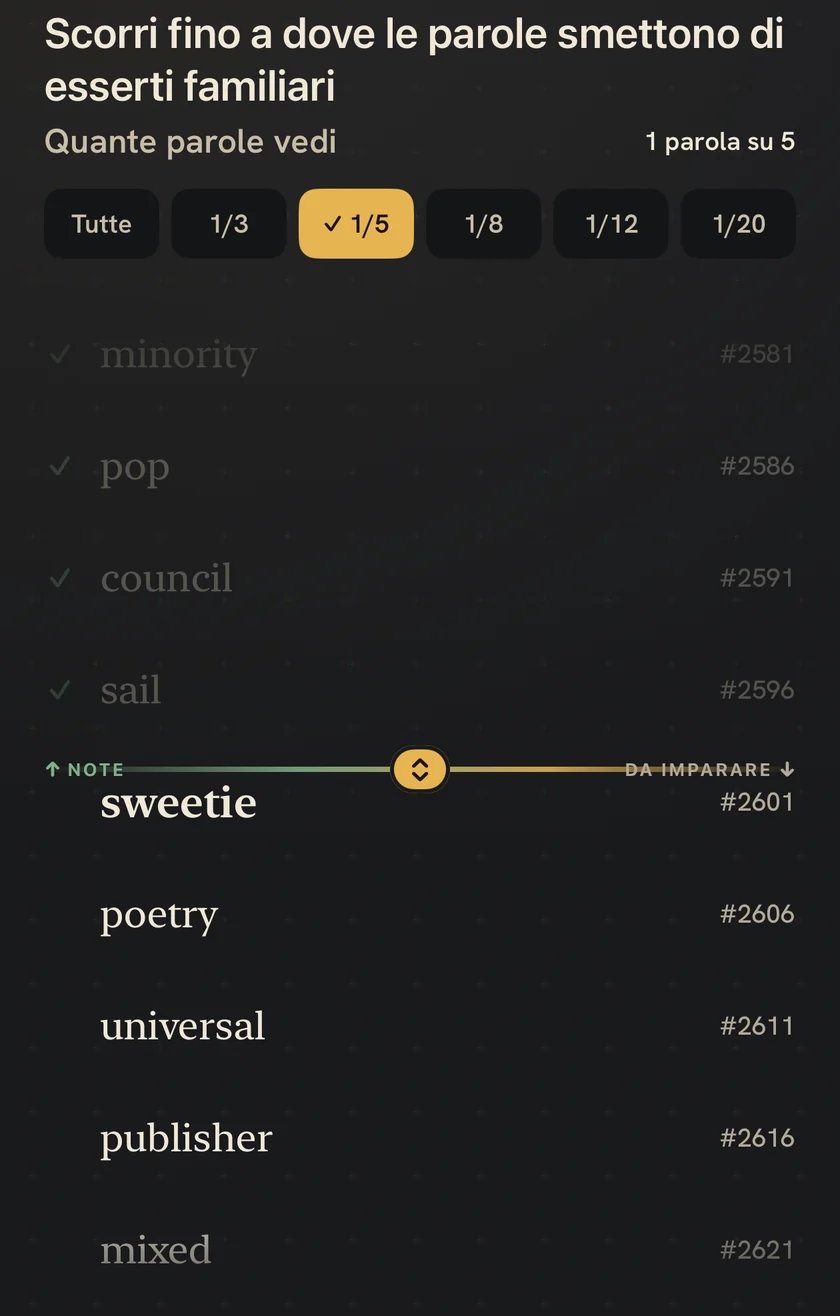 Scorri fino a dove le parole smettono di
esserti familiari
Quante parole vedi 1 parola su 5
Tutte 1/3 ✓ 1/5 1/8 1/12 1/20
✓ minority #2581
✓ pop #2586
✓ council #2591
✓ sail #2596
↑ NOTE DA IMPARARE ↓
sweetie #2601
poetry #2606
universal #2611
publisher #2616
mixed #2621